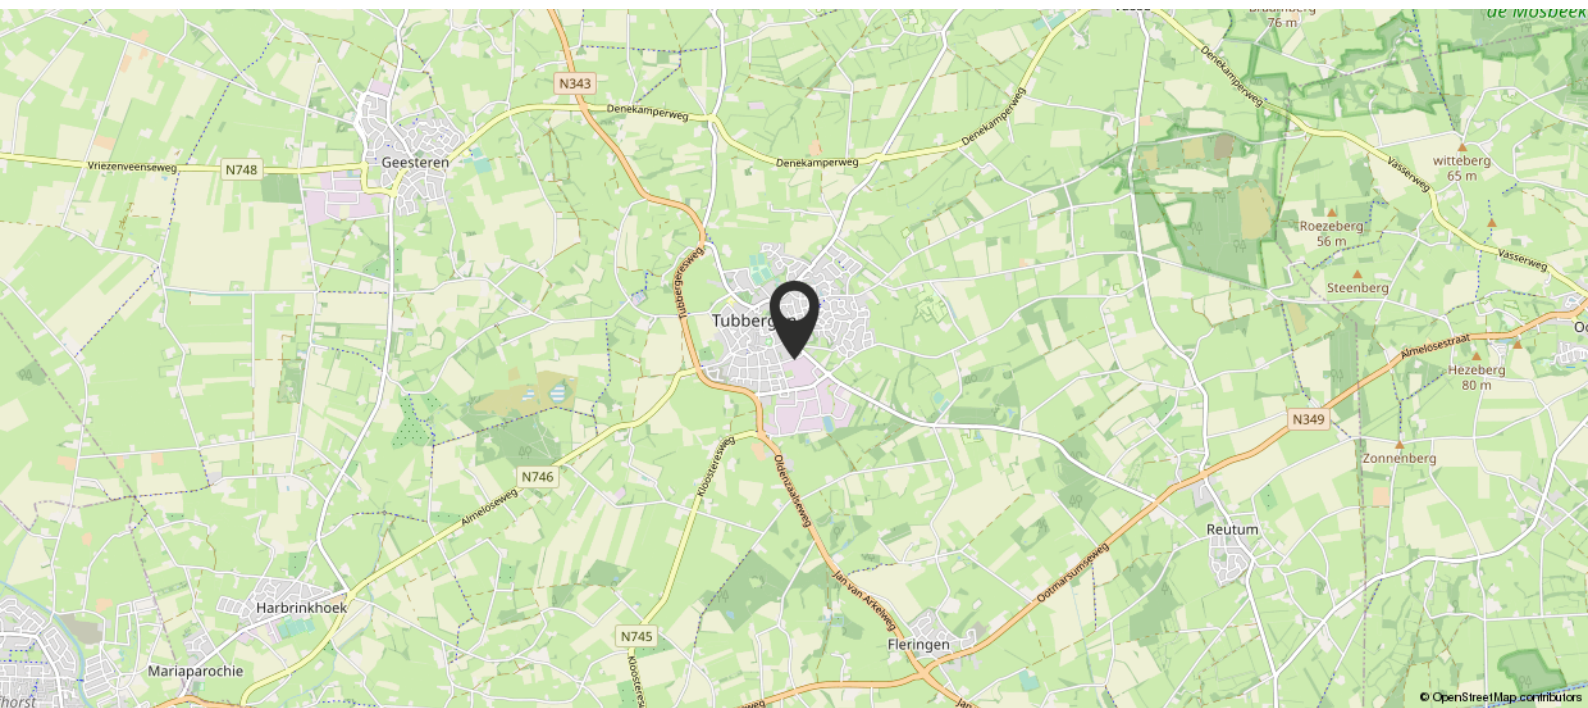 de Mosbeek
76 m
Denekamperweg
N343
Denekamperweg
Denekamperweg
Denekamperweg
Vriezenveenseweg
N748
Geesteren
witteberg
65 m
Vasserweg
Roezeberg
56 m
Vasserweg
Tubbergerweg
Steenberg
Tubberg
Almelosestraat
Hezeberg
80 m
N349
Zonnenberg
Kloosteresweg
N746
Oldenzaalseweg
Almeloseweg
Reutum
Ootmarsumseweg
Jan van Arkelweg
Harbrinkhoek
N745
Fleringen
Mariaparochie
© OpenStreetMap contributors